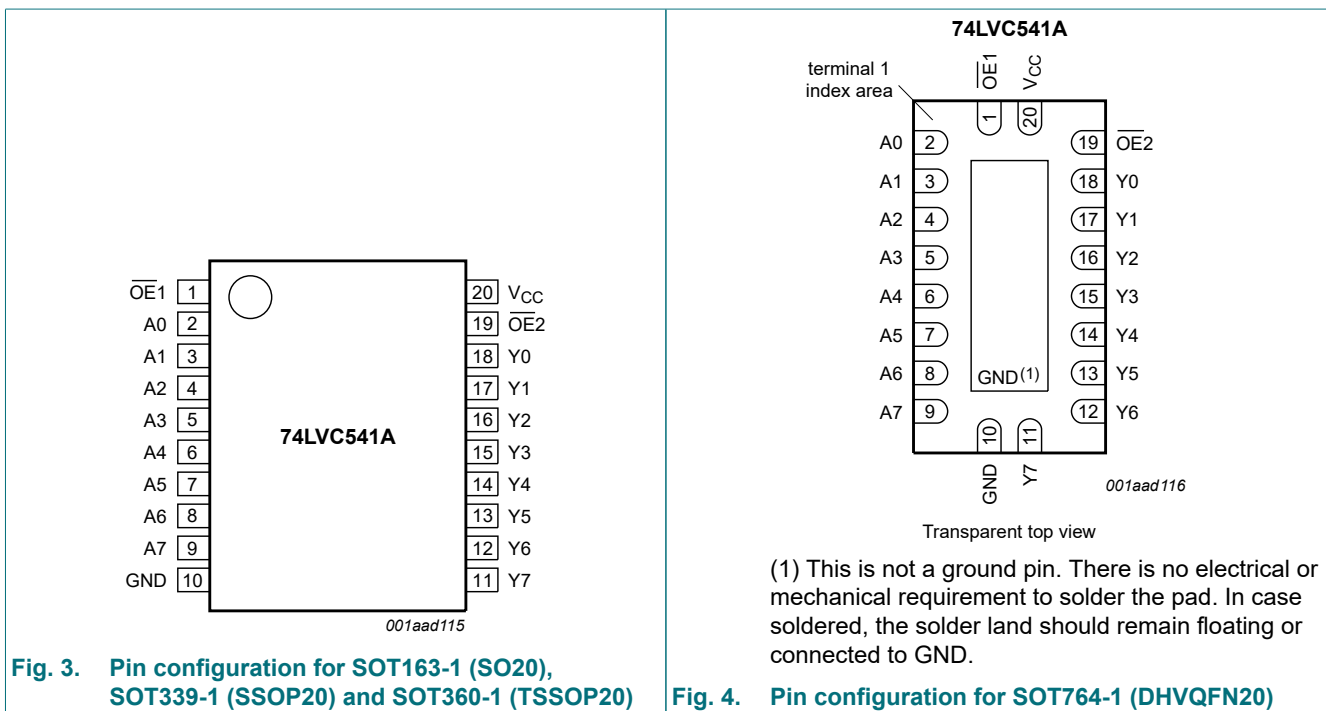 OE1 1
A0 2
A1 3
A2 4
A3 5
A4 6
A5 7
A6 8
A7 9
GND 10
74LVC541A
20 VCC
19 OE2
18 Y0
17 Y1
16 Y2
15 Y3
14 Y4
13 Y5
12 Y6
11 Y7
001aad115
Fig. 3. Pin configuration for SOT163-1 (SO20),
SOT339-1 (SSOP20) and SOT360-1 (TSSOP20)
74LVC541A
terminal 1
index area
OE1
VCC
1
20
A0 2
A1 3
A2 4
A3 5
A4 6
A5 7
A6 8
A7 9
19 OE2
18 Y0
17 Y1
16 Y2
15 Y3
14 Y4
13 Y5
12 Y6
GND(1)
10
11
GND
Y7
001aad116
Transparent top view
(1) This is not a ground pin. There is no electrical or
mechanical requirement to solder the pad. In case
soldered, the solder land should remain floating or
connected to GND.
Fig. 4. Pin configuration for SOT764-1 (DHVQFN20)